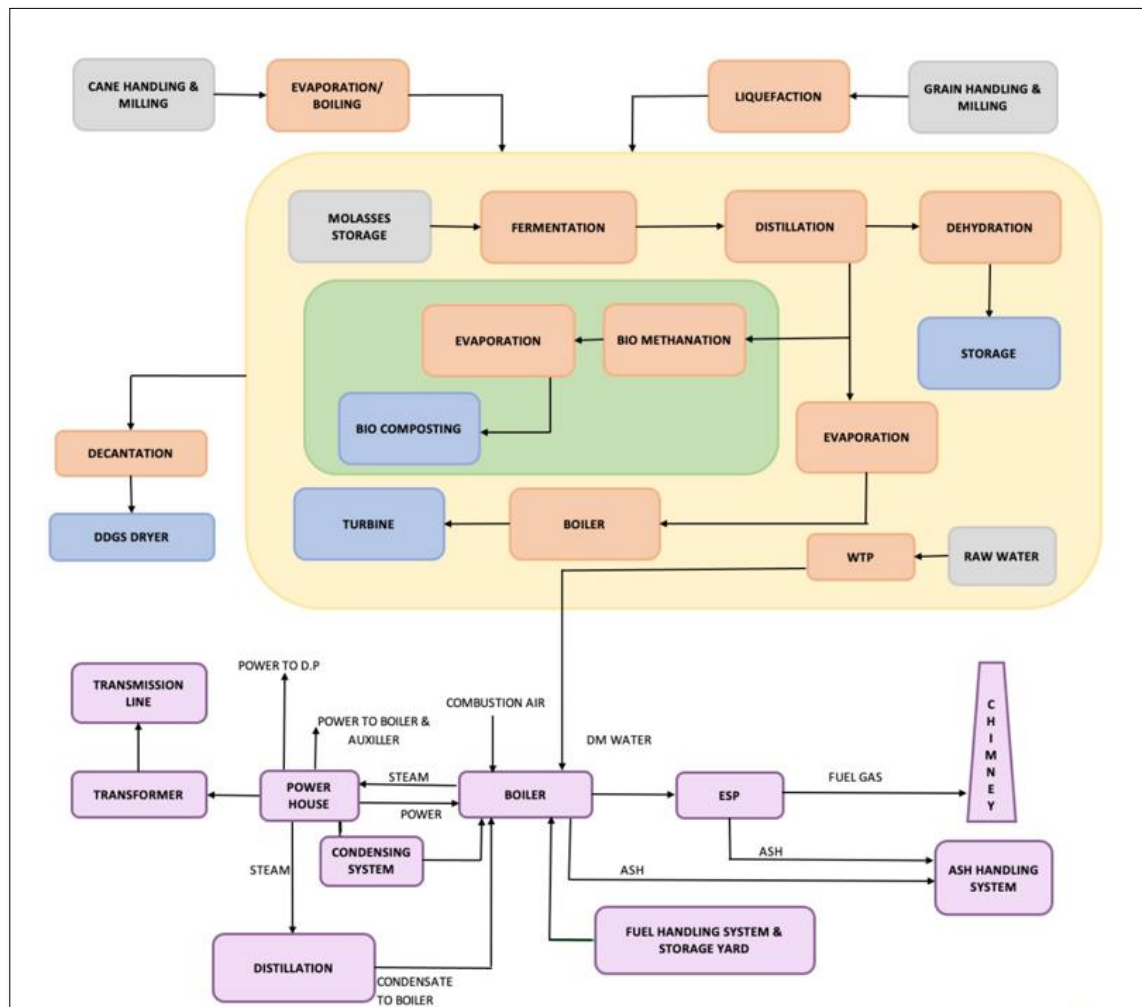 CANE HANDLING &
MILLING
EVAPORATION/
BOILING
LIQUEFACTION
GRAIN HANDLING &
MILLING
MOLASSES
STORAGE
FERMENTATION
DISTILLATION
DEHYDRATION
EVAPORATION
BIO METHANATION
STORAGE
BIO COMPOSTING
EVAPORATION
DECANTATION
DDGS DRYER
TURBINE
BOILER
WTP
RAW WATER
POWER TO D.P
TRANSMISSION
LINE
COMBUSTION AIR
POWER TO BOILER &
AUXILLER
DM WATER
CHIMNEY
STEAM
FUEL GAS
TRANSFORMER
POWER
HOUSE
BOILER
ESP
POWER
CONDENSING
SYSTEM
STEAM
ASH
ASH
ASH HANDLING
SYSTEM
FUEL HANDLING SYSTEM &
STORAGE YARD
DISTILLATION
CONDENSATE
TO BOILER